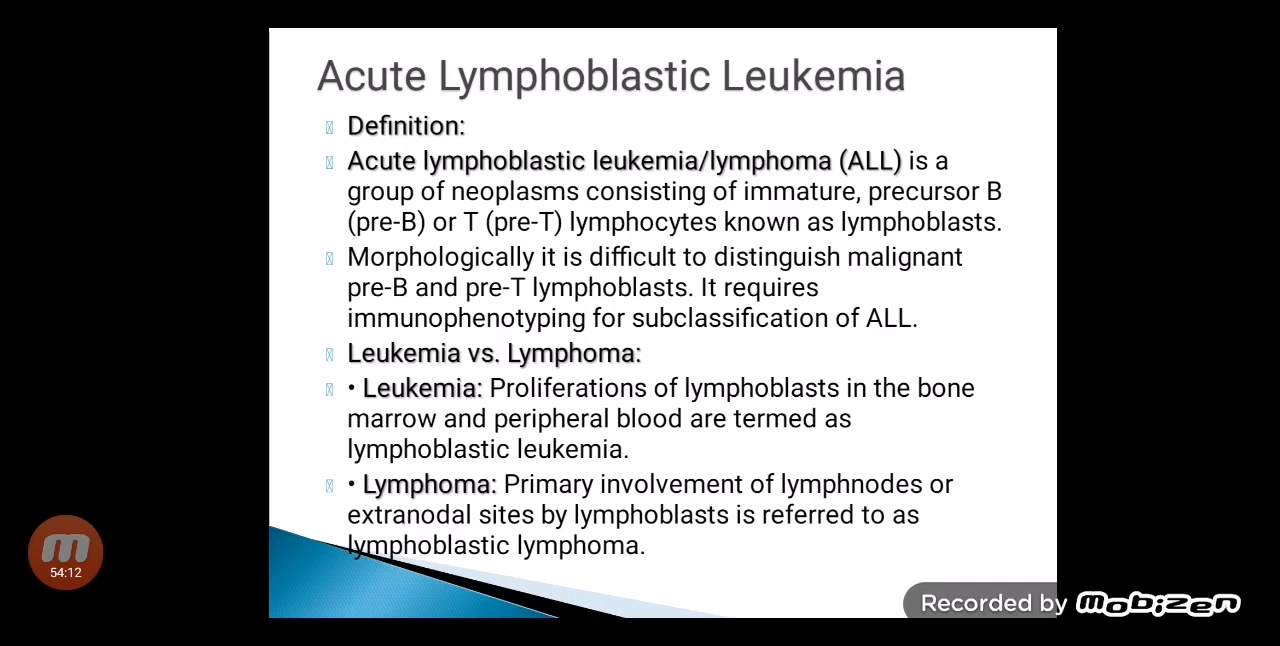 Acute Lymphoblastic Leukemia
Definition:
Acute lymphoblastic leukemia/lymphoma (ALL) is a
group of neoplasms consisting of immature, precursor B
(pre-B) or T (pre-T) lymphocytes known as lymphoblasts.
Morphologically it is difficult to distinguish malignant
pre-B and pre-T lymphoblasts. It requires
immunophenotyping for subclassification of ALL.
Leukemia vs. Lymphoma:
• Leukemia: Proliferations of lymphoblasts in the bone
marrow and peripheral blood are termed as
lymphoblastic leukemia.
• Lymphoma: Primary involvement of lymphnodes or
extranodal sites by lymphoblasts is referred to as
lymphoblastic lymphoma.
m
54:12
Recorded by mobizen